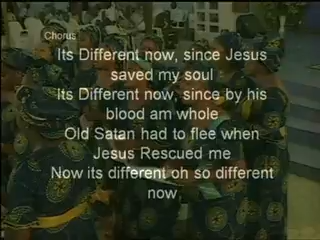 Chorus
Its Different now, since Jesus
saved my soul
Its Different now, since by his
blood am whole
Old Satan had to flee when
Jesus Rescued me
Now its different oh so different
now